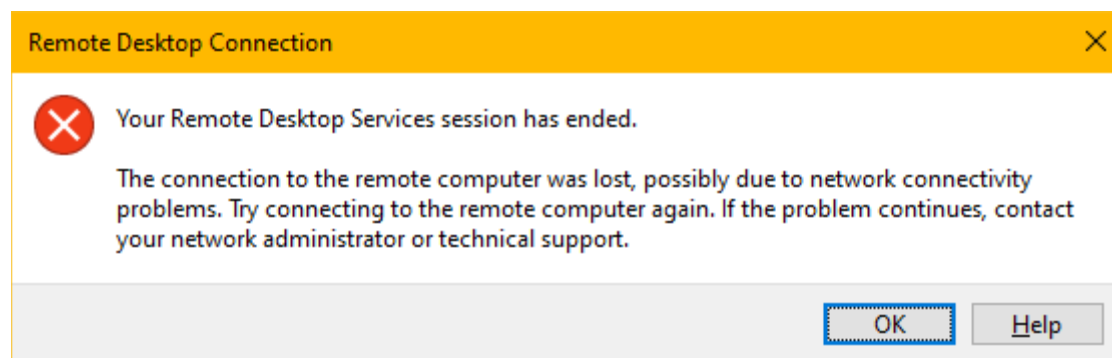 Remote Desktop Connection
Your Remote Desktop Services session has ended.
The connection to the remote computer was lost, possibly due to network connectivity
problems. Try connecting to the remote computer again. If the problem continues, contact
your network administrator or technical support.
OK
Help